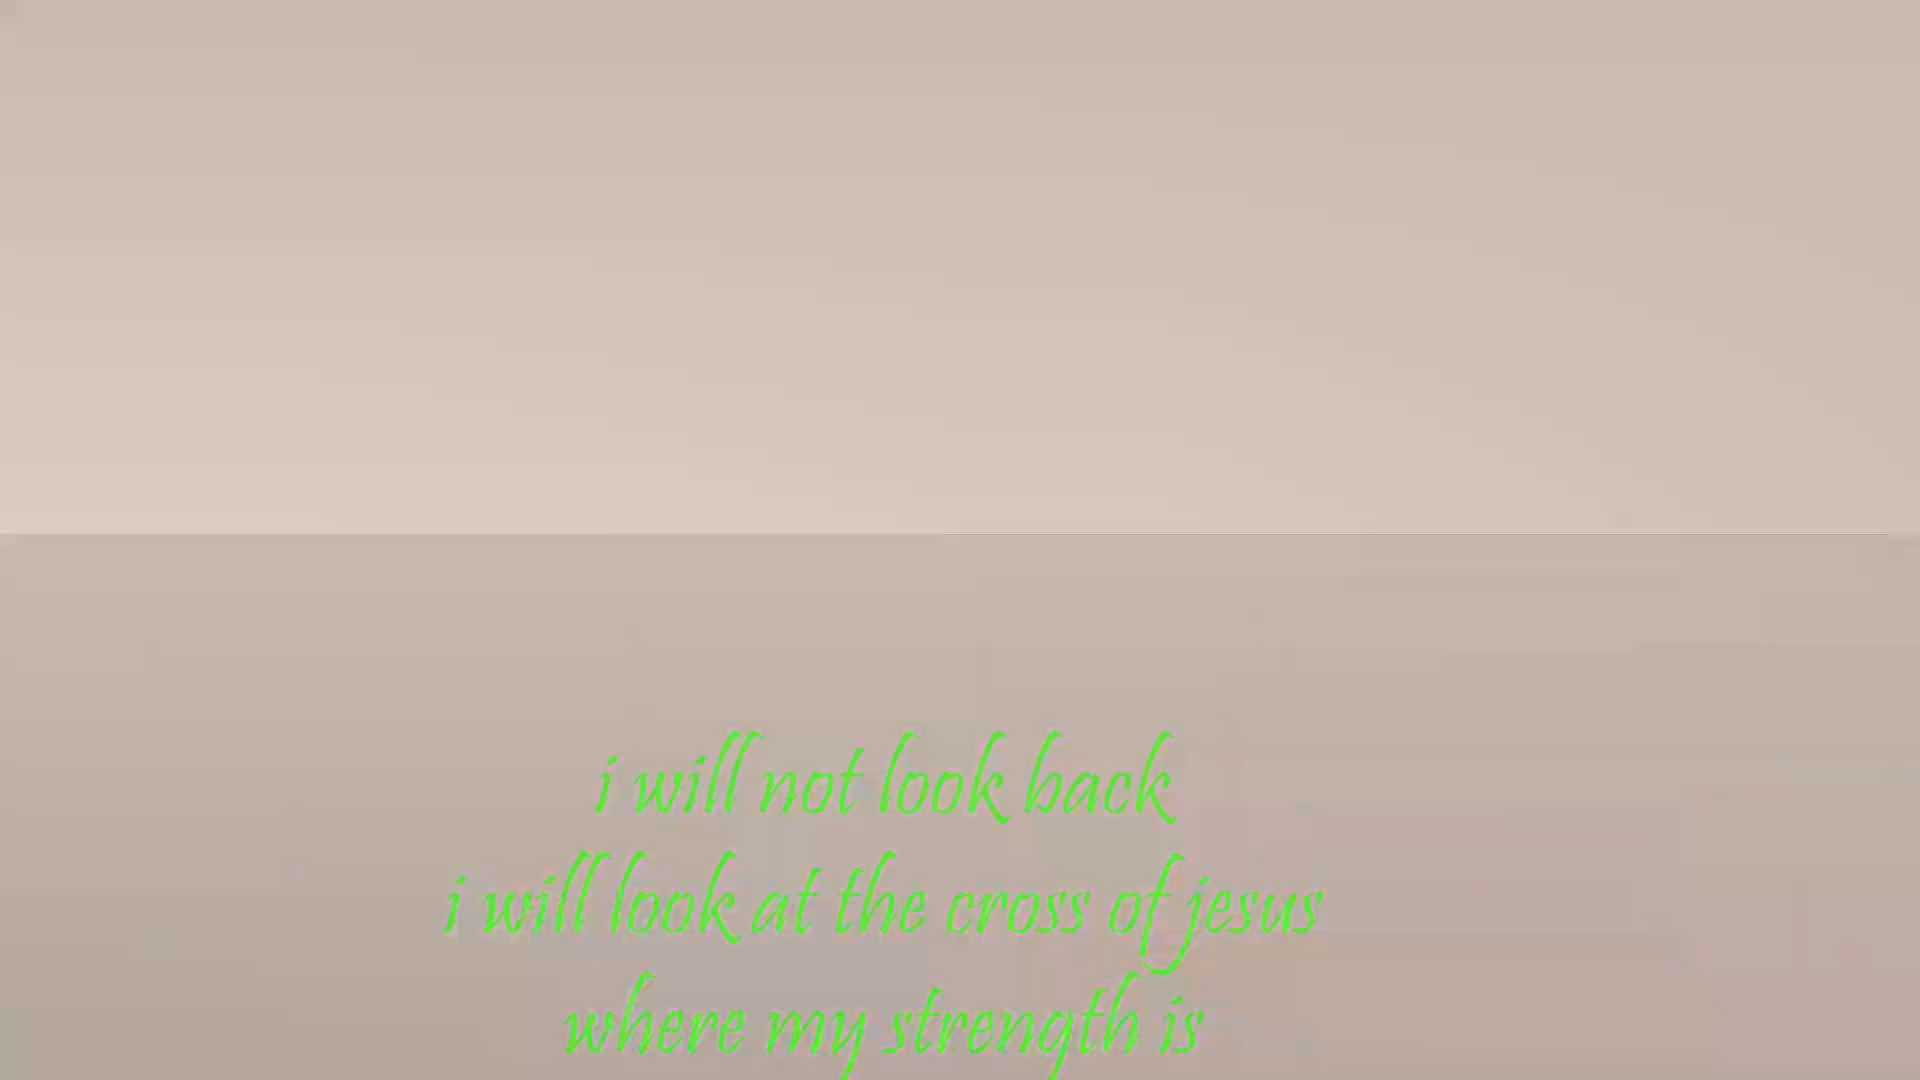 i will not look back
i will look at the cross of jesus
where my strength is